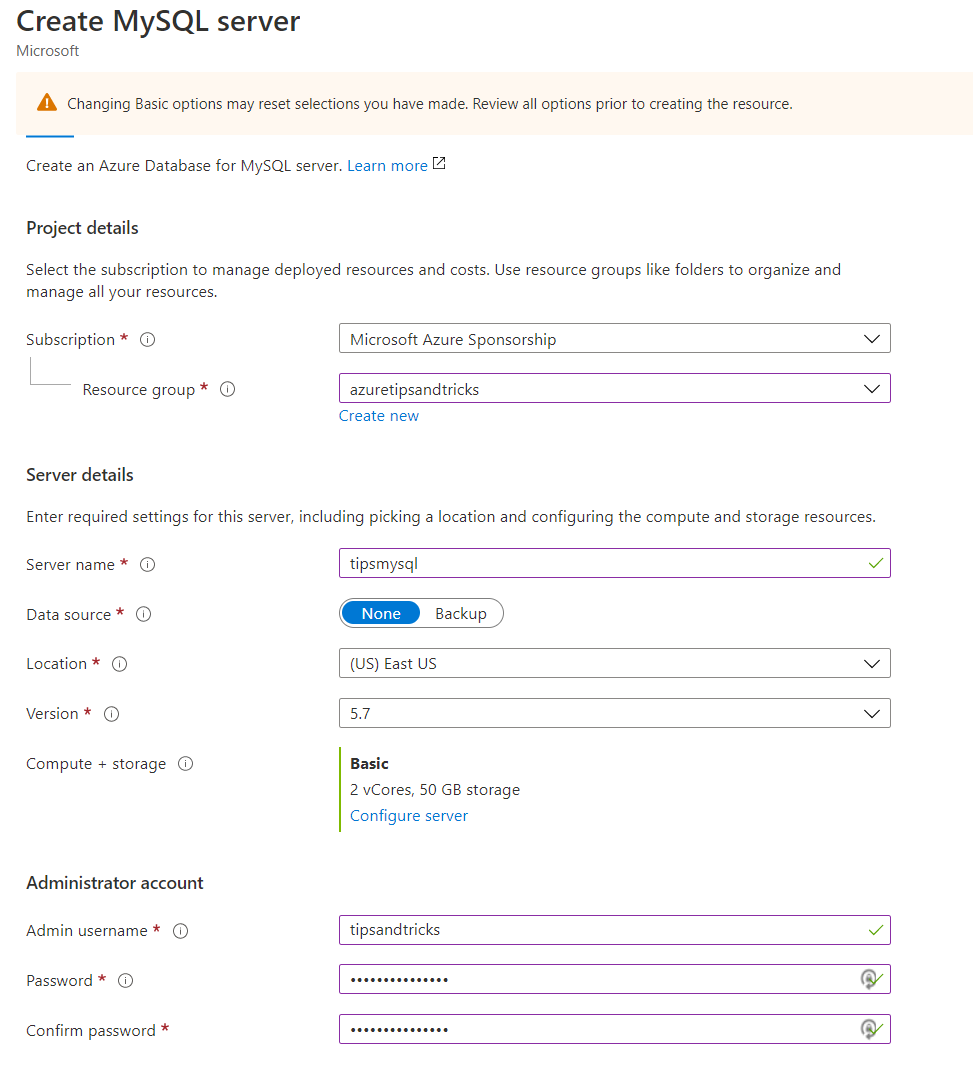 Create MySQL server
Microsoft
Changing Basic options may reset selections you have made. Review all options prior to creating the resource.
Create an Azure Database for MySQL server. Learn more
Project details
Select the subscription to manage deployed resources and costs. Use resource groups like folders to organize and
manage all your resources.
Subscription * Microsoft Azure Sponsorship
Resource group * azuretipsandtricks
Create new
Server details
Enter required settings for this server, including picking a location and configuring the compute and storage resources.
Server name * tipsmysql
Data source * None Backup
Location * (US) East US
Version * 5.7
Compute + storage Basic
2 vCores, 50 GB storage
Configure server
Administrator account
Admin username * tipsandtricks
Password * •••••••••••••••
Confirm password * •••••••••••••••